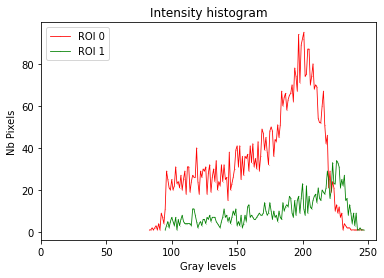 Intensity histogram
ROI 0
ROI 1
Nb Pixels
80
60
40
20
0
0 50 100 150 200 250
Gray levels